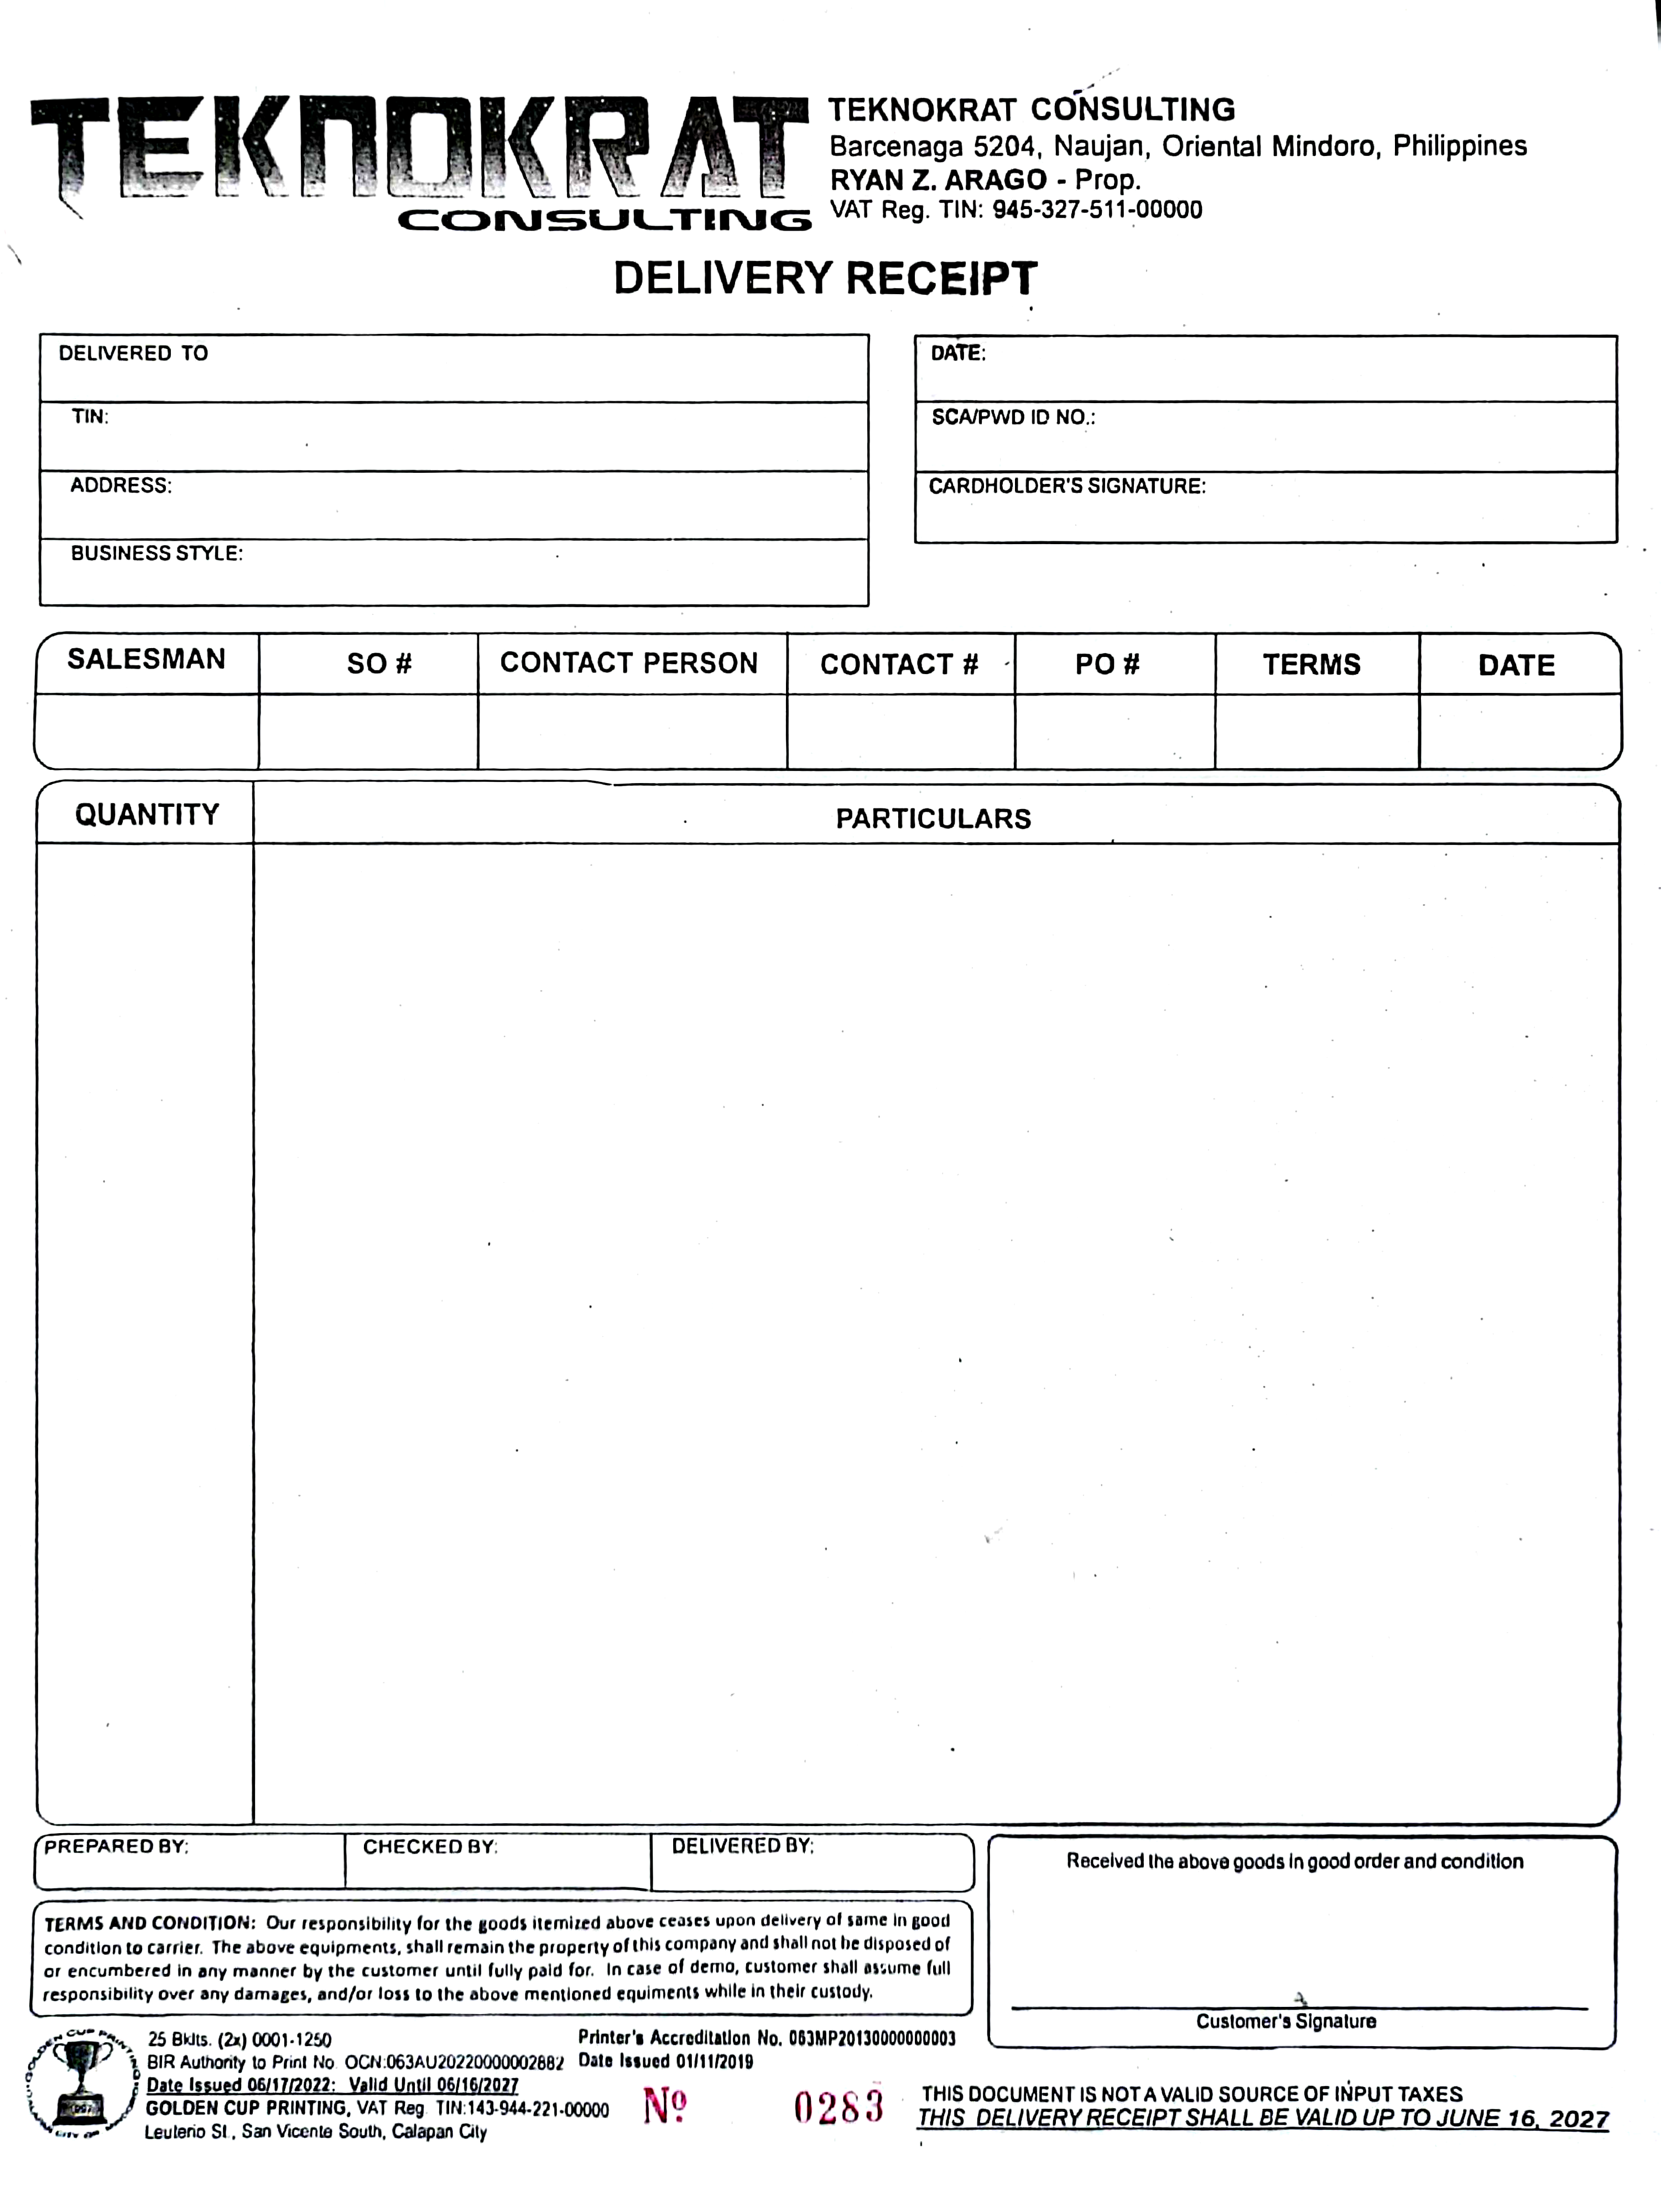 TEKNOKRAT
CONSULTING
TEKNOKRAT CONSULTING
Barcenaga 5204, Naujan, Oriental Mindoro, Philippines
RYAN Z. ARAGO - Prop.
VAT Reg. TIN: 945-327-511-00000
DELIVERY RECEIPT
DELIVERED TO
TIN:
ADDRESS:
BUSINESS STYLE:
DATE:
SCA/PWD ID NO.:
CARDHOLDER'S SIGNATURE:
SALESMAN SO # CONTACT PERSON CONTACT # PO # TERMS DATE
QUANTITY PARTICULARS
PREPARED BY: CHECKED BY: DELIVERED BY:
TERMS AND CONDITION: Our responsibility for the goods itemized above ceases upon delivery of same in good
condition to carrier. The above equipments, shall remain the property of this company and shall not be disposed of
or encumbered in any manner by the customer until fully paid for. In case of demo, customer shall assume full
responsibility over any damages, and/or loss to the above mentioned equiments while in their custody.
Received the above goods in good order and condition
Customer's Signature
25 Bklts. (2x) 0001-1250
BIR Authority to Print No. OCN:063AU20220000002882
Date Issued 06/17/2022; Valid Until 06/16/2027
GOLDEN CUP PRINTING, VAT Reg. TIN:143-944-221-00000
Leuterio St., San Vicente South, Calapan City
Printer's Accreditation No. 063MP20130000000003
Date Issued 01/11/2019
Nº 0283
THIS DOCUMENT IS NOT A VALID SOURCE OF INPUT TAXES
THIS DELIVERY RECEIPT SHALL BE VALID UP TO JUNE 16, 2027